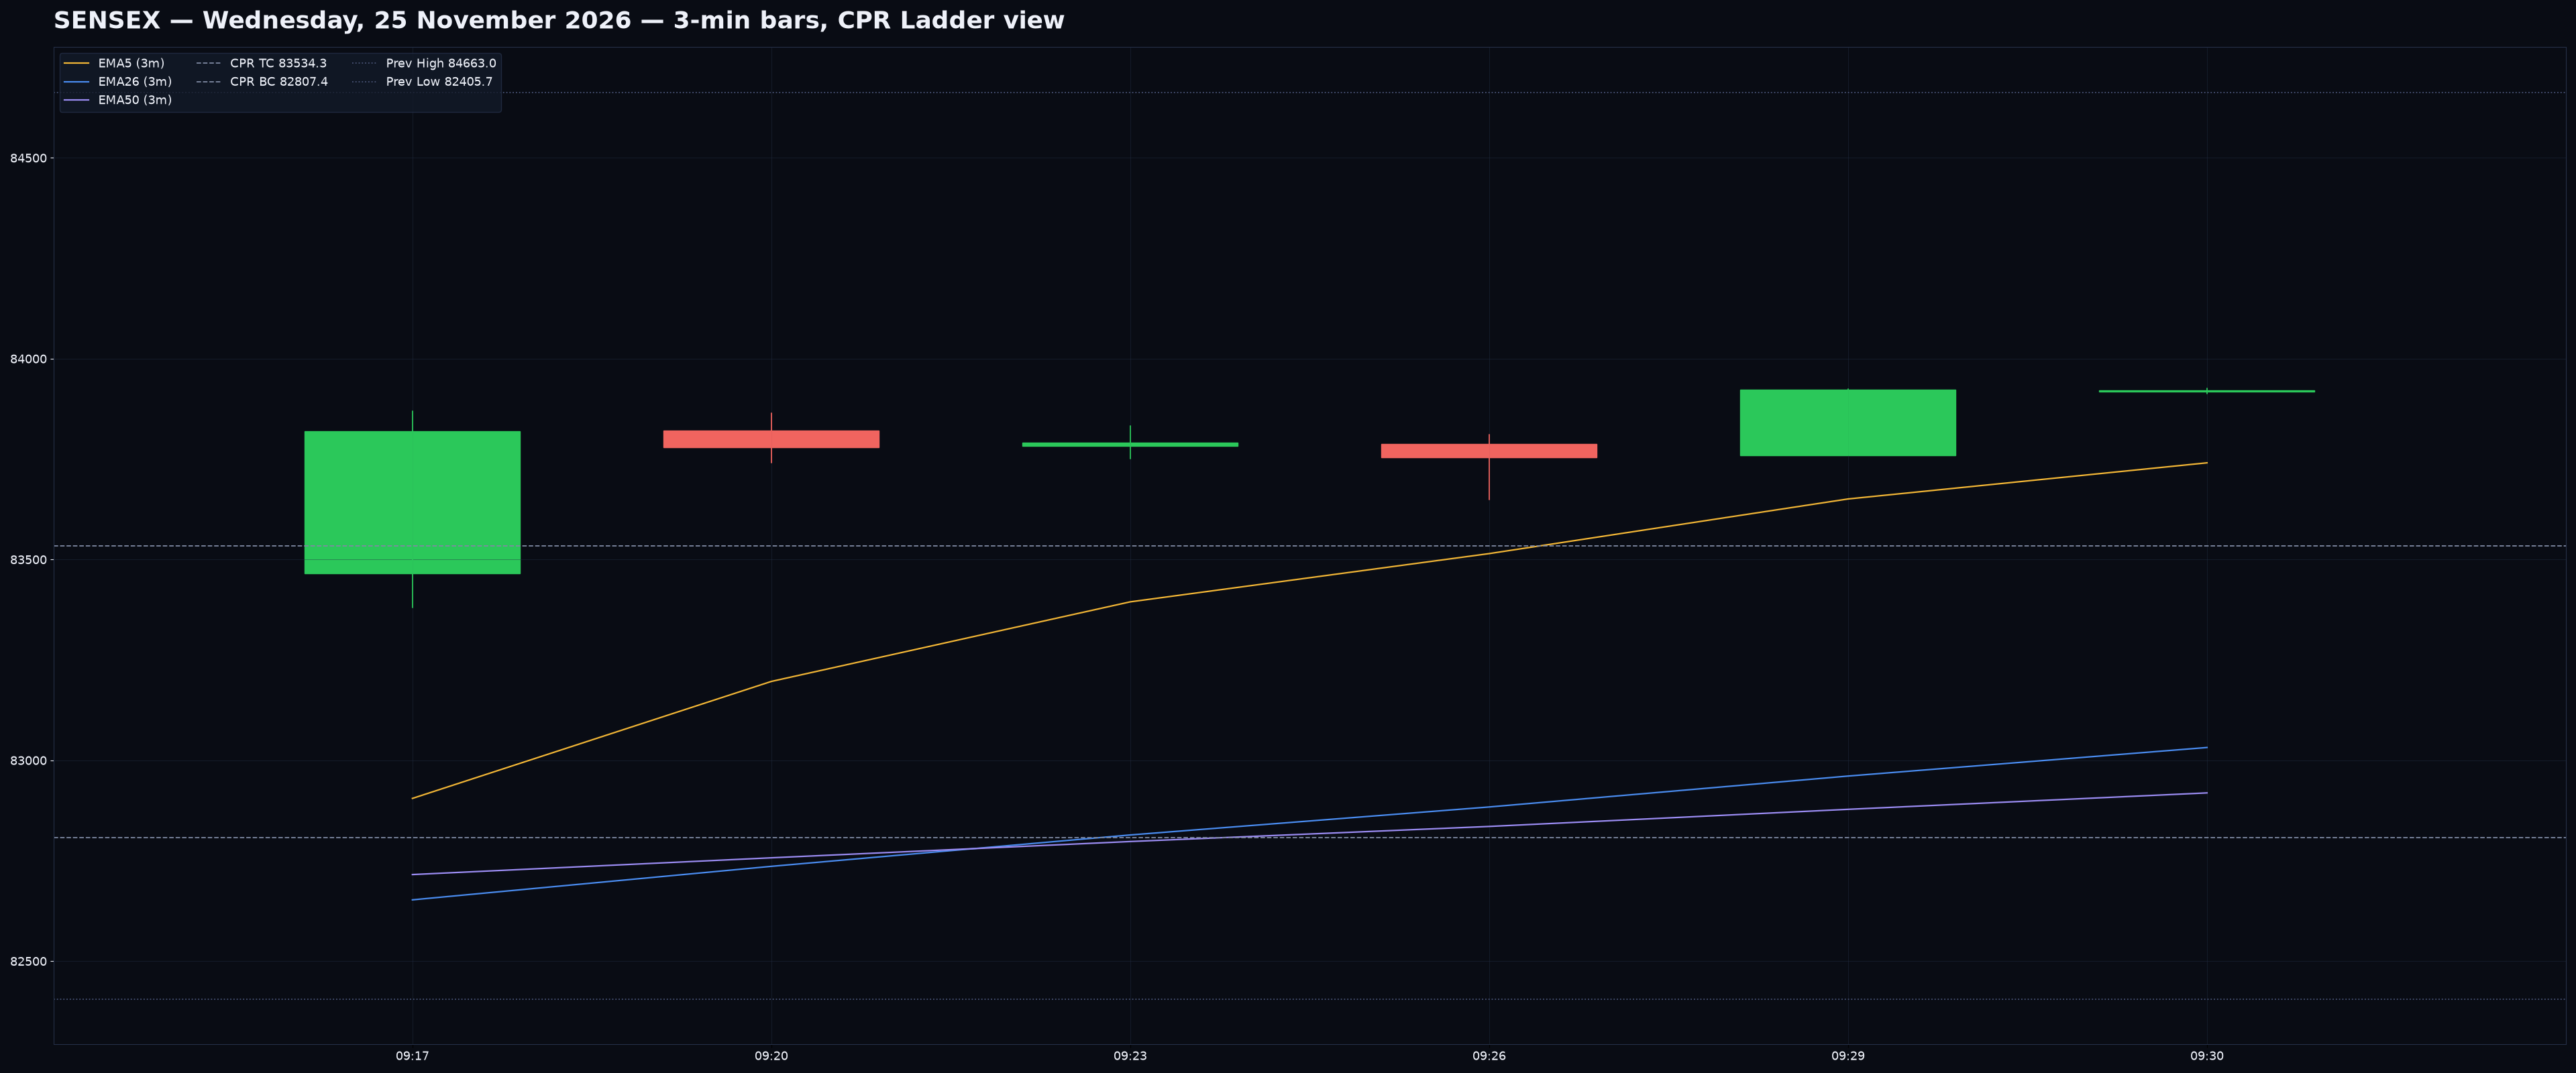 SENSEX — Wednesday, 25 November 2026 — 3-min bars, CPR Ladder view
EMA5 (3m) CPR TC 83534.3 Prev High 84663.0
EMA26 (3m) CPR BC 82807.4 Prev Low 82405.7
EMA50 (3m)
84500
84000
83500
83000
82500
09:17 09:20 09:23 09:26 09:29 09:30